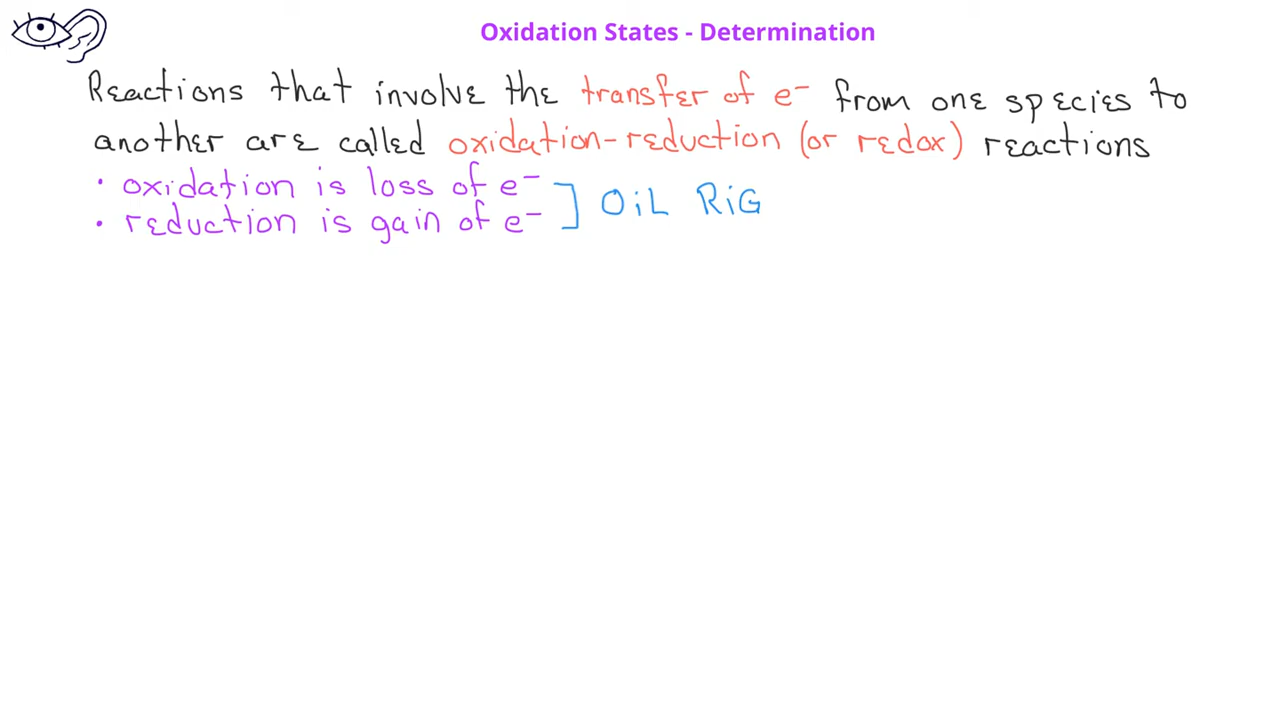 Oxidation States - Determination
Reactions that involve the transfer of e⁻ from one species to
another are called oxidation-reduction (or redox) reactions
• oxidation is loss of e⁻
• reduction is gain of e⁻
OiL RiG